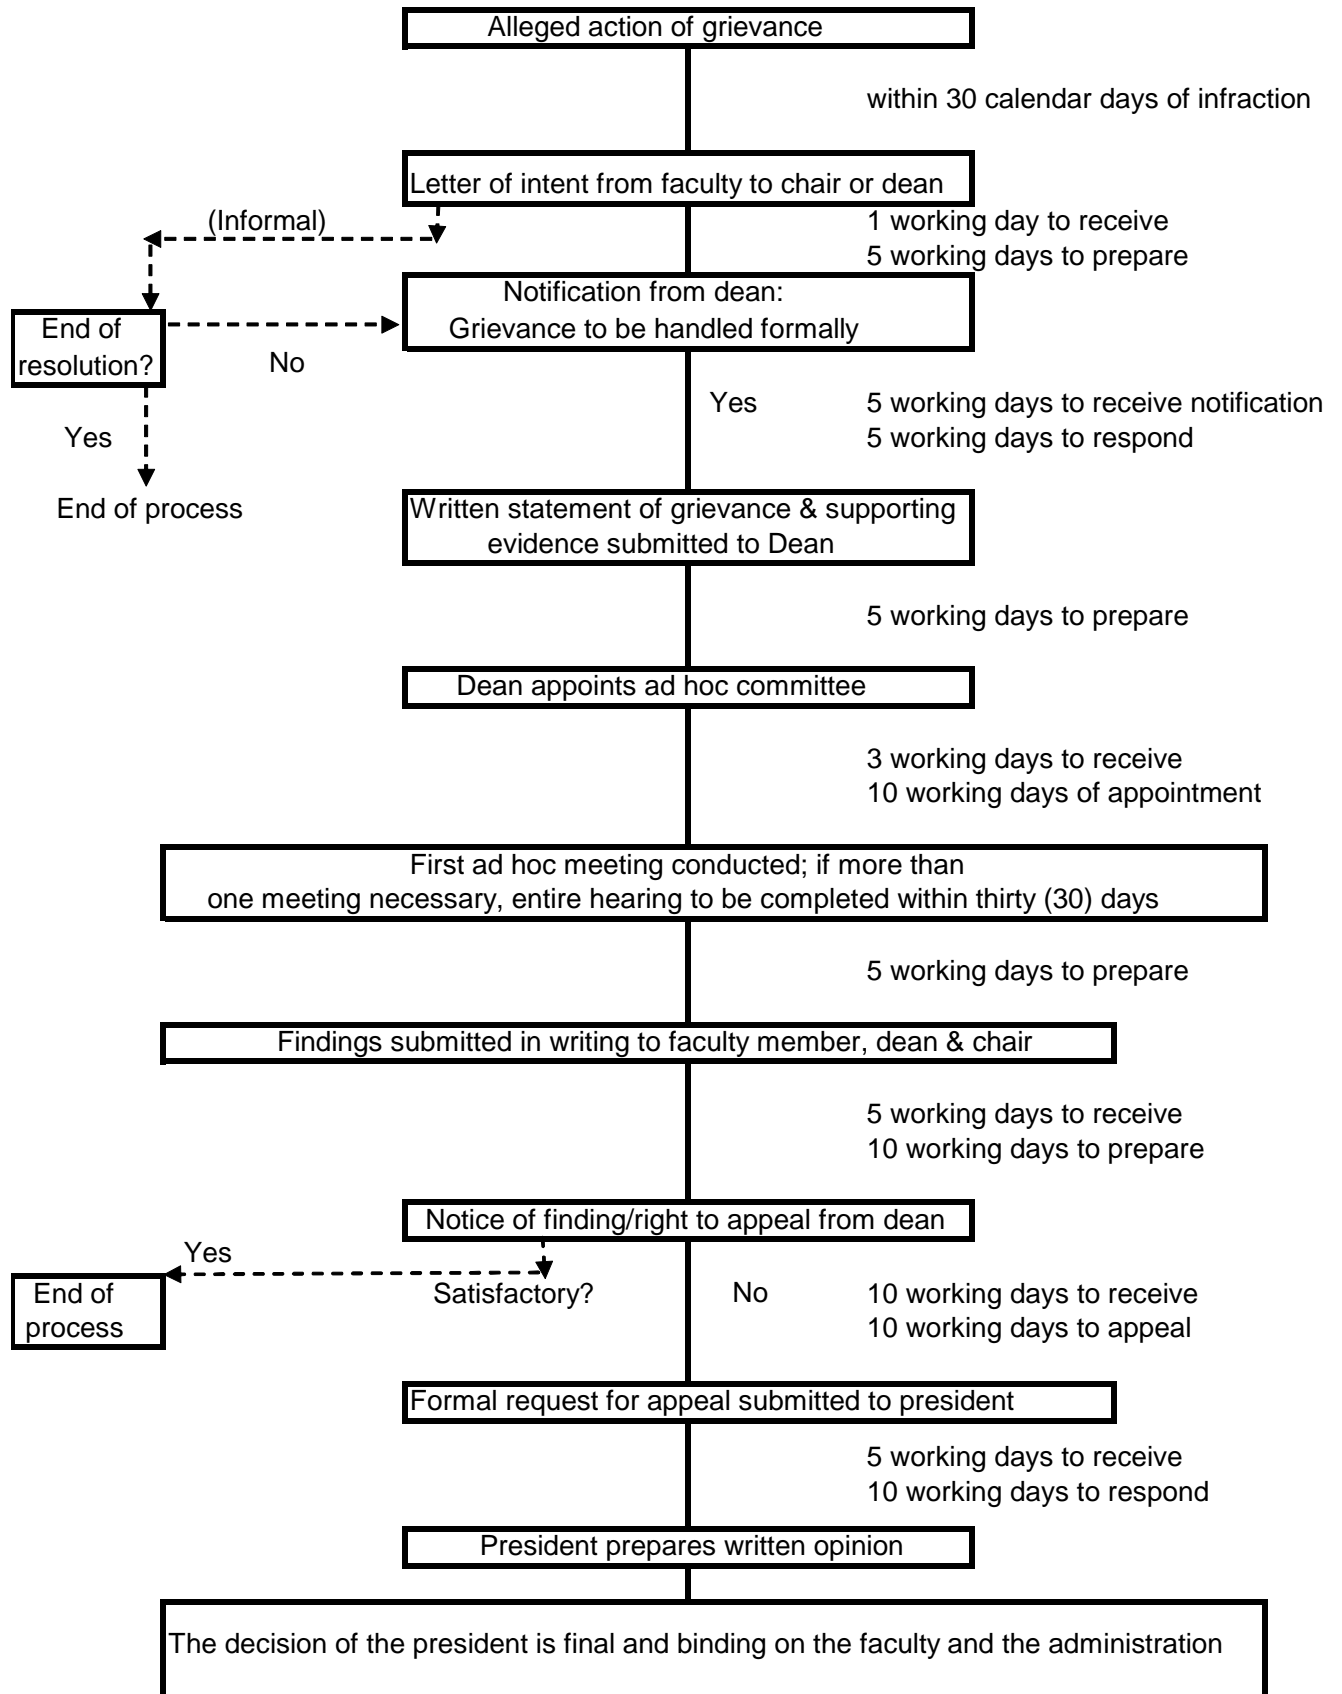 Alleged action of grievance
within 30 calendar days of infraction
Letter of intent from faculty to chair or dean
(Informal)
1 working day to receive
5 working days to prepare
Notification from dean:
Grievance to be handled formally
End of
resolution?
No
Yes
5 working days to receive notification
5 working days to respond
Yes
End of process
Written statement of grievance & supporting
evidence submitted to Dean
5 working days to prepare
Dean appoints ad hoc committee
3 working days to receive
10 working days of appointment
First ad hoc meeting conducted; if more than
one meeting necessary, entire hearing to be completed within thirty (30) days
5 working days to prepare
Findings submitted in writing to faculty member, dean & chair
5 working days to receive
10 working days to prepare
Notice of finding/right to appeal from dean
Yes
End of
process
Satisfactory?
No
10 working days to receive
10 working days to appeal
Formal request for appeal submitted to president
5 working days to receive
10 working days to respond
President prepares written opinion
The decision of the president is final and binding on the faculty and the administration